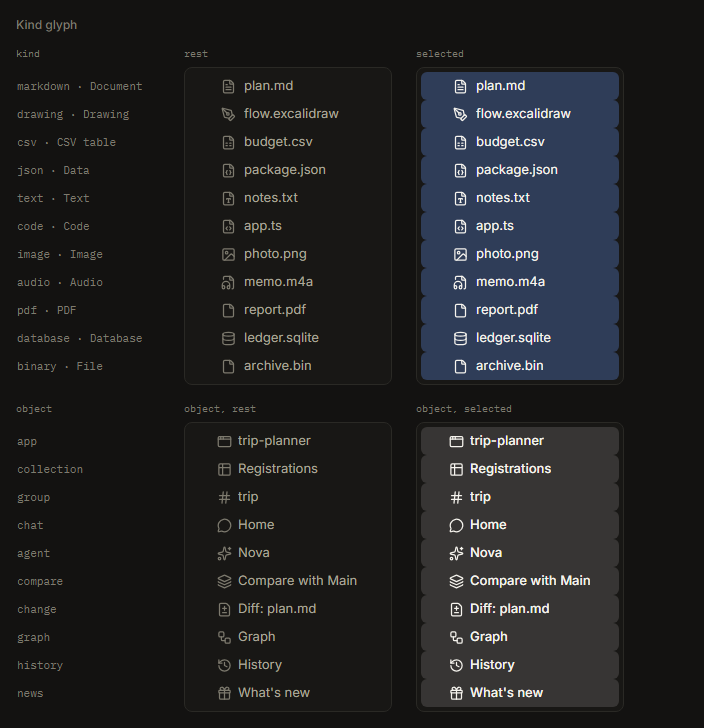 Kind glyph
kind rest selected
markdown · Document plan.md plan.md
drawing · Drawing flow.excalidraw flow.excalidraw
csv · CSV table budget.csv budget.csv
json · Data package.json package.json
text · Text notes.txt notes.txt
code · Code app.ts app.ts
image · Image photo.png photo.png
audio · Audio memo.m4a memo.m4a
pdf · PDF report.pdf report.pdf
database · Database ledger.sqlite ledger.sqlite
binary · File archive.bin archive.bin
object object, rest object, selected
app trip-planner trip-planner
collection Registrations Registrations
group trip trip
chat Home Home
agent Nova Nova
compare Compare with Main Compare with Main
change Diff: plan.md Diff: plan.md
graph Graph Graph
history History History
news What's new What's new